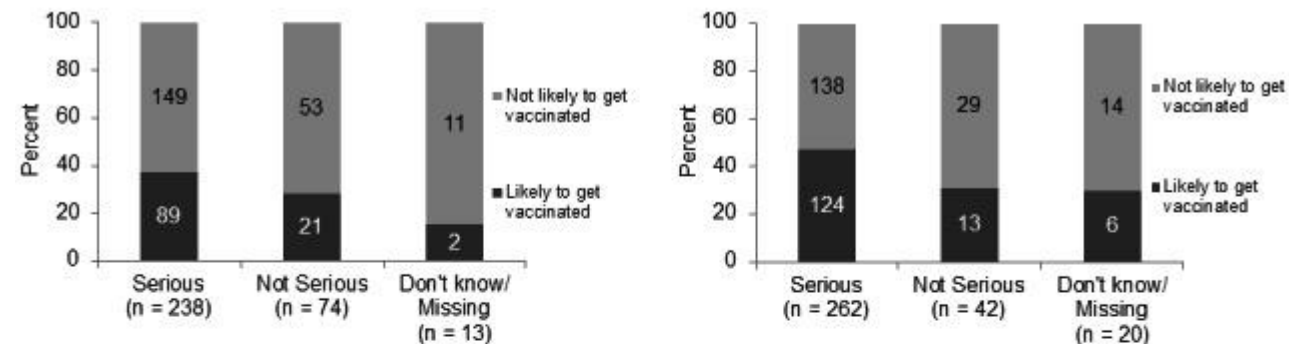 100
80
60
40
20
0
Percent
149
53
11
89
21
2
Not likely to get
vaccinated
Likely to get
vaccinated
Serious
(n = 238)
Not Serious
(n = 74)
Don't know/
Missing
(n = 13)
100
80
60
40
20
0
Percent
138
29
14
124
13
6
Not likely to get
vaccinated
Likely to get
vaccinated
Serious
(n = 262)
Not Serious
(n = 42)
Don't know/
Missing
(n = 20)